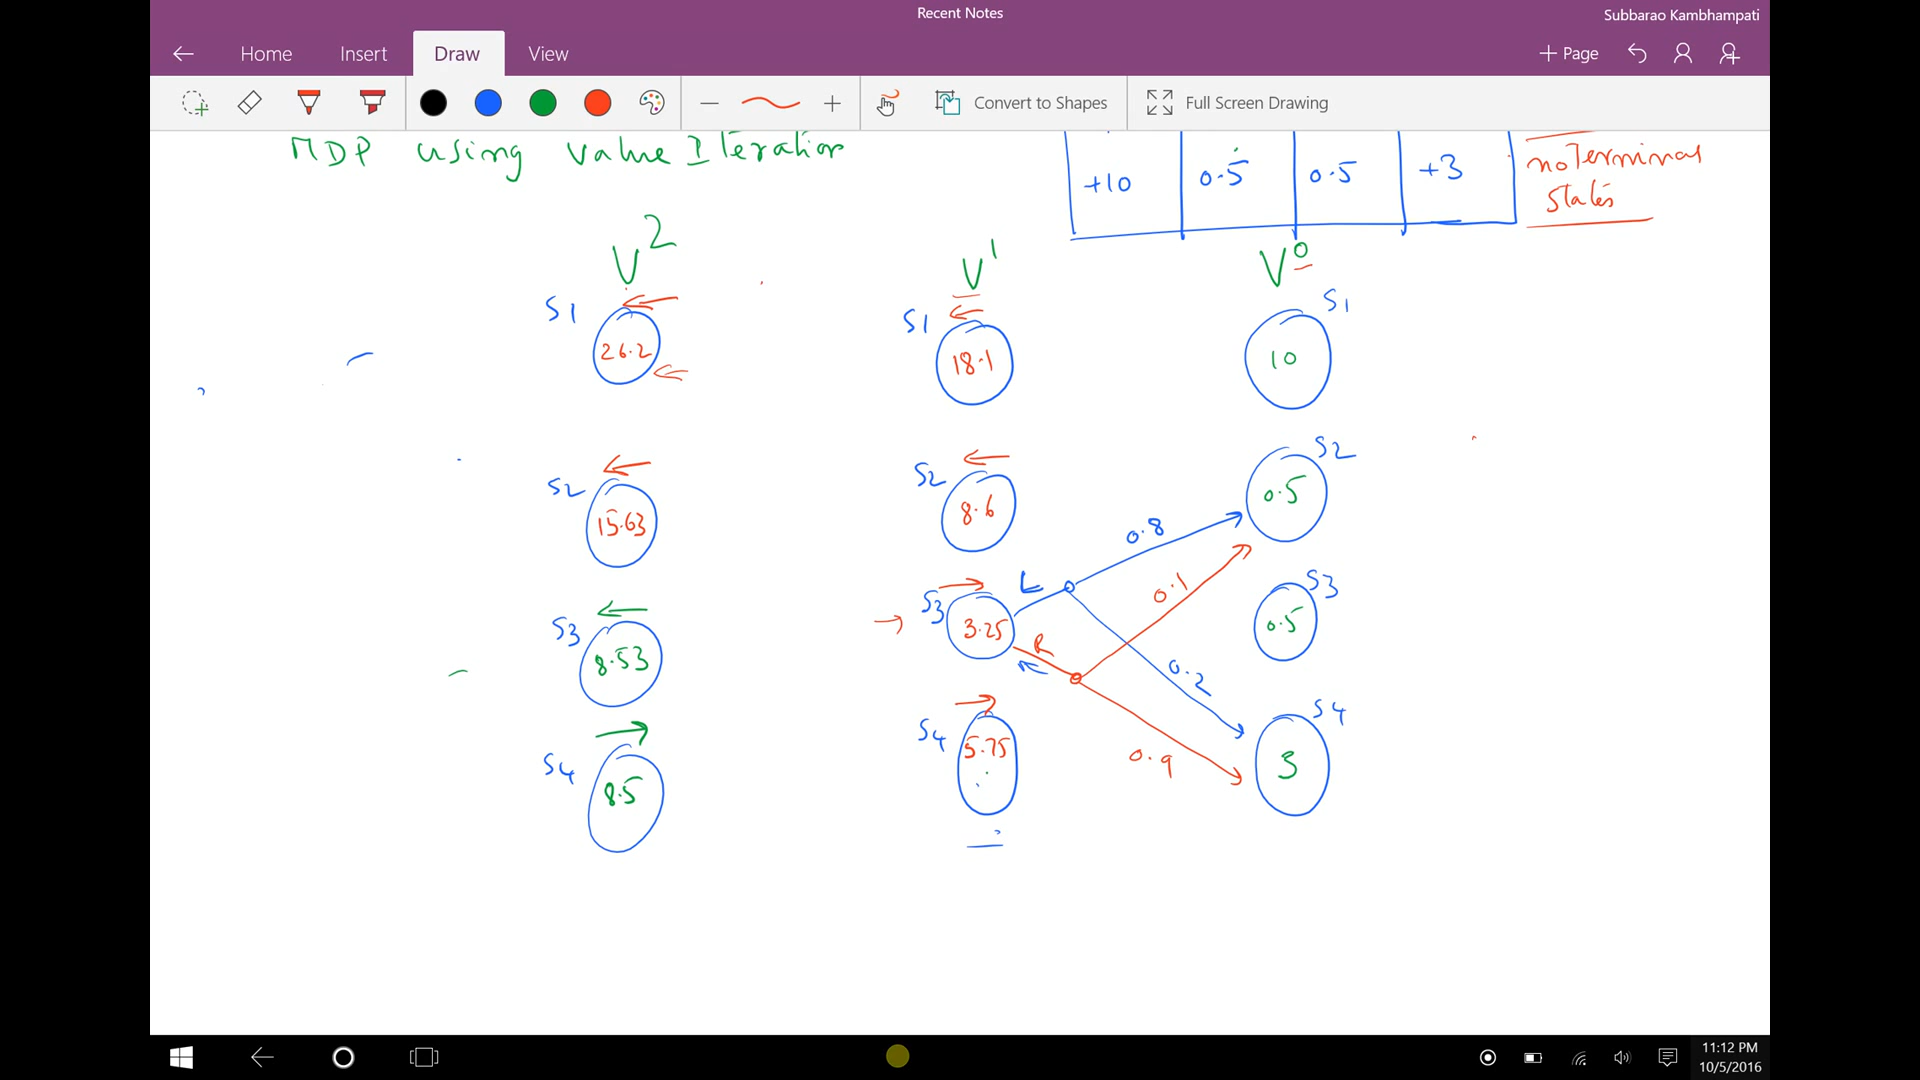 Recent Notes
Subbarao Kambhampati
Home Insert Draw View
+ Page
Convert to Shapes
Full Screen Drawing
MDP using Value Iteration
+10 0.5 0.5 +3
no Terminal
States
V² V¹ V⁰
S1 26.2
S1 18.1
S1 10
S2 15.63
S2 8.6
S2 0.5
S3 8.53
S3 3.25
S3 0.5
S4 8.5
S4 5.75
S4 3
L 0.8
0.2
R 0.1
0.9
11:12 PM
10/5/2016